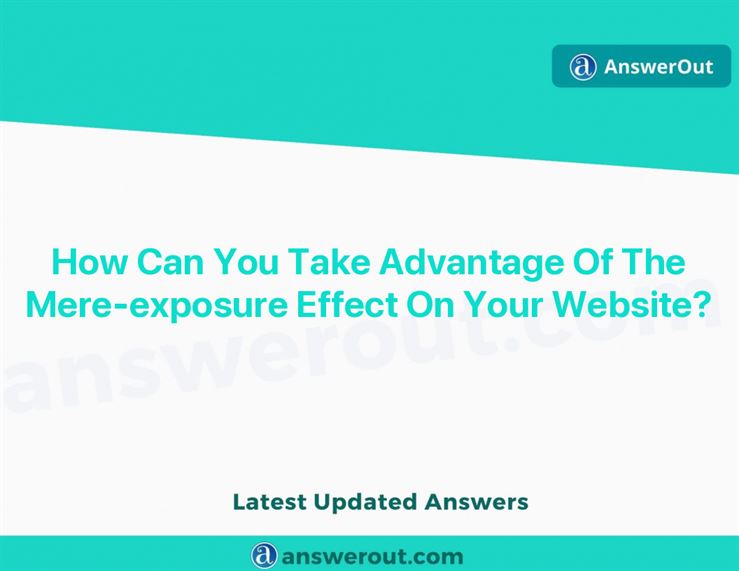 AnswerOut
How Can You Take Advantage Of The
Mere-exposure Effect On Your Website?
answerout.com
Latest Updated Answers
answerout.com